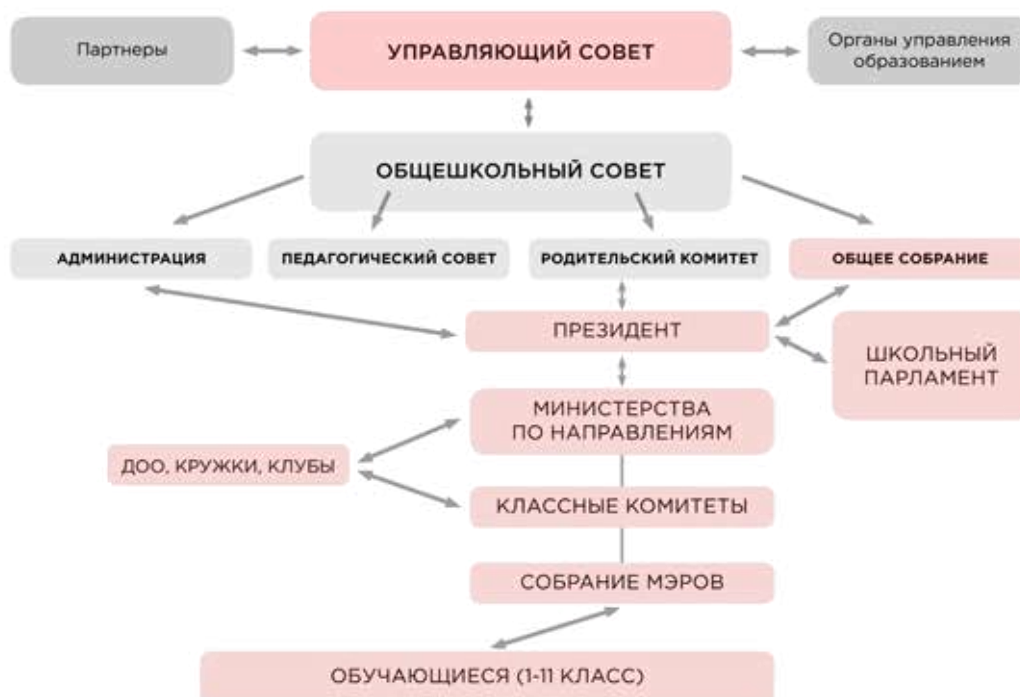 Партнеры
УПРАВЛЯЮЩИЙ СОВЕТ
Органы управления
образованием
ОБЩЕШКОЛЬНЫЙ СОВЕТ
АДМИНИСТРАЦИЯ
ПЕДАГОГИЧЕСКИЙ СОВЕТ
РОДИТЕЛЬСКИЙ КОМИТЕТ
ОБЩЕЕ СОБРАНИЕ
ПРЕЗИДЕНТ
ШКОЛЬНЫЙ
ПАРЛАМЕНТ
МИНИСТЕРСТВА
ПО НАПРАВЛЕНИЯМ
ДОО, КРУЖКИ, КЛУБЫ
КЛАССНЫЕ КОМИТЕТЫ
СОБРАНИЕ МЭРОВ
ОБУЧАЮЩИЕСЯ (1-11 КЛАСС)